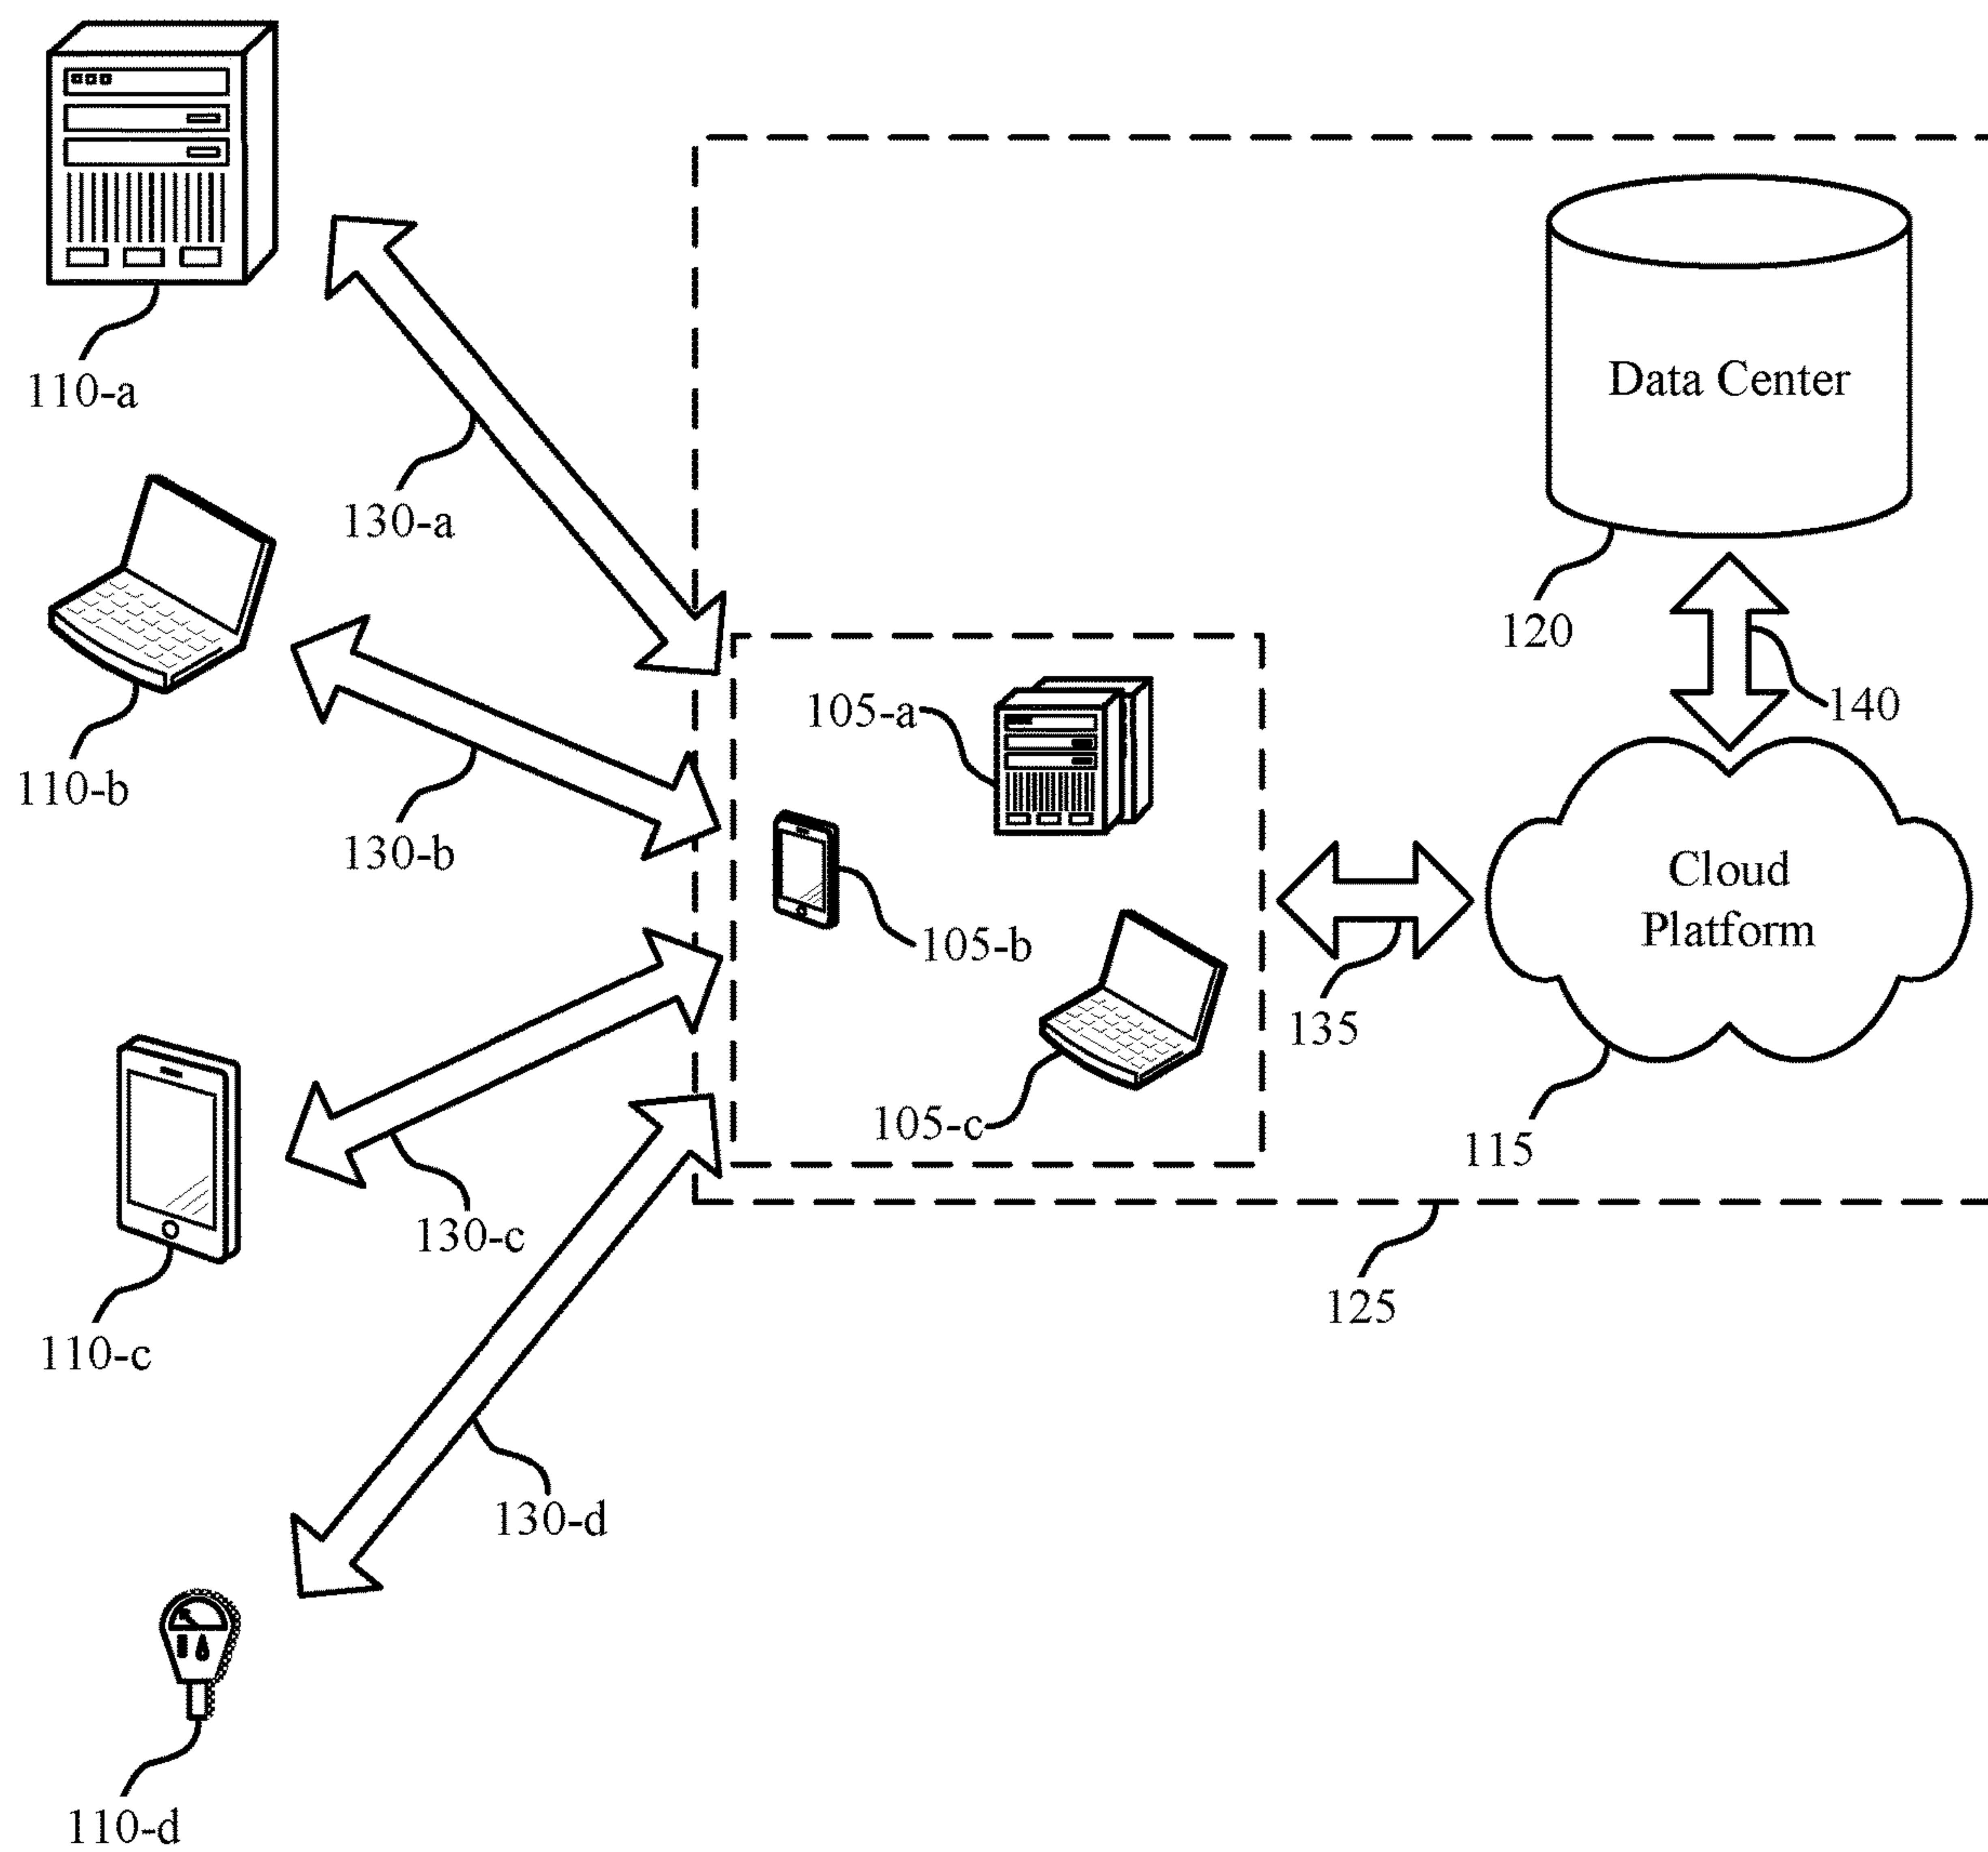 110-a
130-a
Data Center
120
140
110-b
130-b
105-a
105-b
105-c
135
Cloud
Platform
115
110-c
130-c
125
130-d
110-d